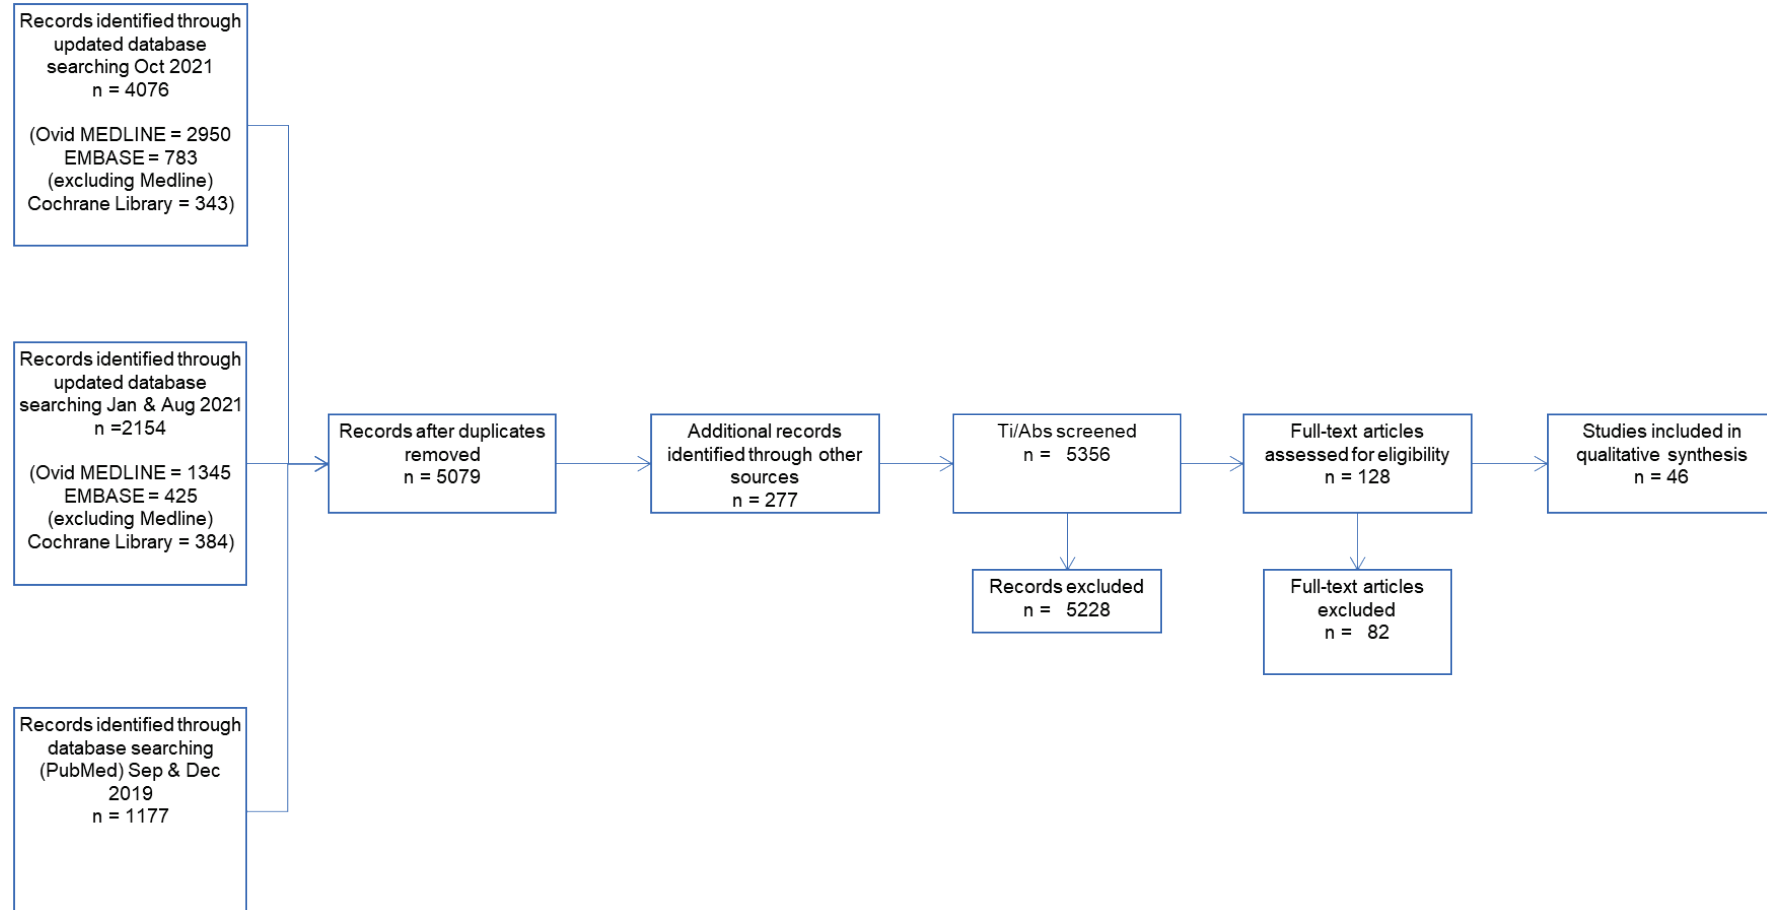 Records identified through
updated database
searching Oct 2021
n = 4076
(Ovid MEDLINE = 2950
EMBASE = 783
(excluding Medline)
Cochrane Library = 343)
Records identified through
updated database
searching Jan & Aug 2021
n =2154
(Ovid MEDLINE = 1345
EMBASE = 425
(excluding Medline)
Cochrane Library = 384)
Records identified through
database searching
(PubMed) Sep & Dec
2019
n = 1177
Records after duplicates
removed
n = 5079
Additional records
identified through other
sources
n = 277
Ti/Abs screened
n = 5356
Records excluded
n = 5228
Full-text articles
assessed for eligibility
n = 128
Full-text articles
excluded
n = 82
Studies included in
qualitative synthesis
n = 46